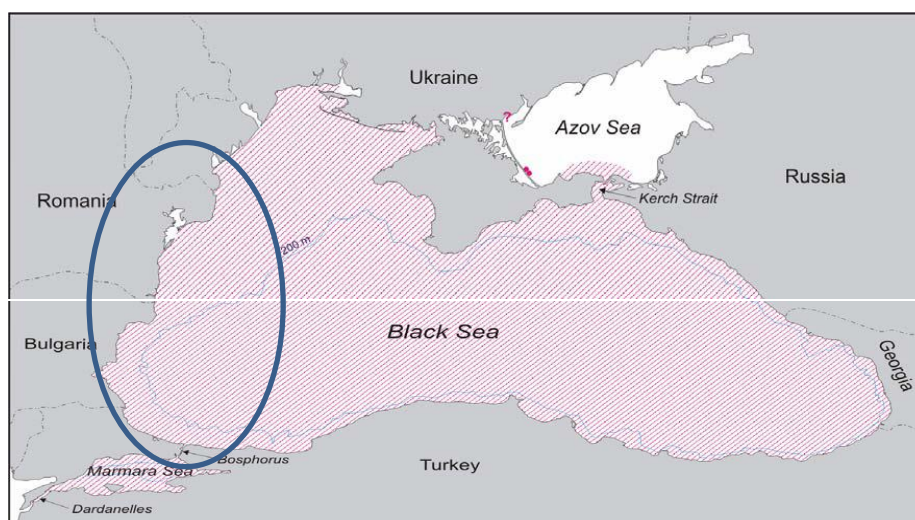 Ukraine
?
Azov Sea
Russia
Romania
Kerch Strait
200 m
Black Sea
Bulgaria
Georgia
Bosphorus
Marmara Sea
Turkey
Dardanelles